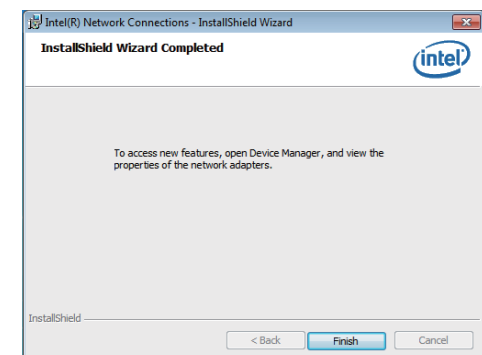 Intel(R) Network Connections - InstallShield Wizard
InstallShield Wizard Completed
intel
To access new features, open Device Manager, and view the
properties of the network adapters.
InstallShield
< Back
Finish
Cancel